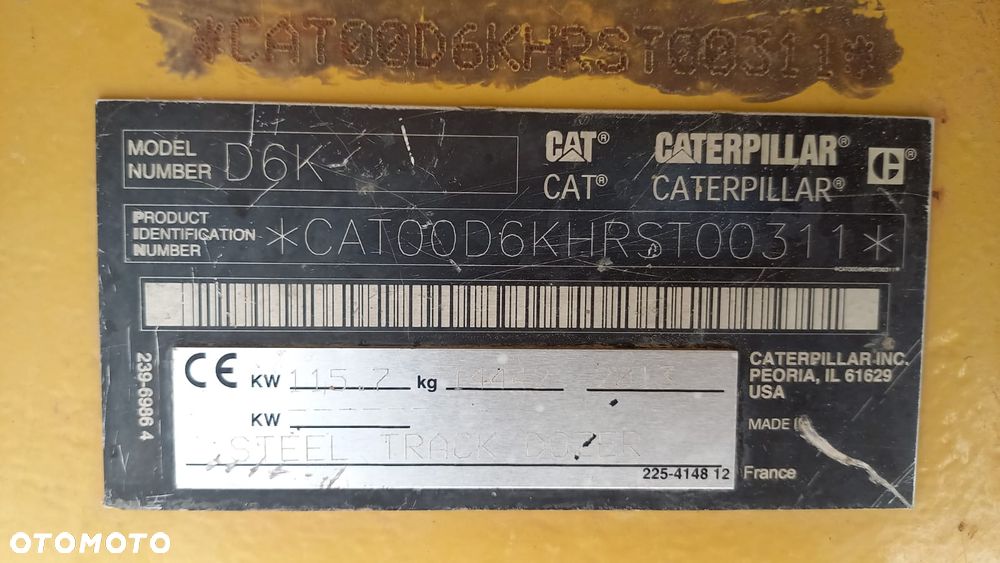 *CAT00D6KHRST00311*
MODEL NUMBER D6K
CAT® CATERPILLAR®
CAT® CATERPILLAR®
PRODUCT IDENTIFICATION NUMBER *CAT00D6KHRST00311*
*CAT00D6KHRST00311*
239-6986 4
CE KW 115.7 kg
KW
STEEL TRACK DOZER
225-4148 12
CATERPILLAR INC.
PEORIA, IL 61629
USA
MADE
France
OTOMOTO